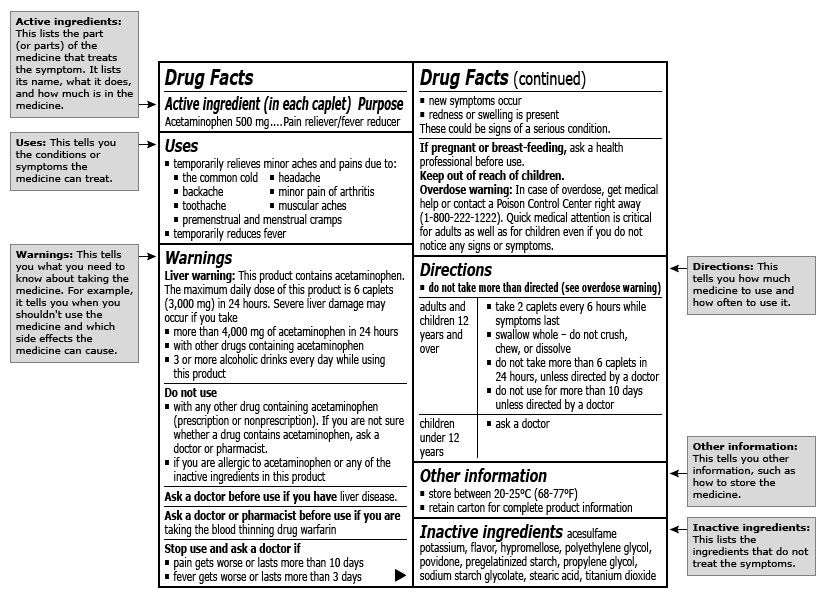 Active ingredients:
This lists the part
(or parts) of the
medicine that treats
the symptom. It lists
its name, what it does,
and how much is in the
medicine.
Uses: This tells you
the conditions or
symptoms the
medicine can treat.
Warnings: This tells
you what you need to
know about taking the
medicine. For example,
it tells you when you
shouldn't use the
medicine and which
side effects the
medicine can cause.
Drug Facts
Active ingredient (in each caplet) Purpose
Acetaminophen 500 mg....Pain reliever/fever reducer
Uses
▪ temporarily relieves minor aches and pains due to:
▪ the common cold ▪ headache
▪ backache ▪ minor pain of arthritis
▪ toothache ▪ muscular aches
▪ premenstrual and menstrual cramps
▪ temporarily reduces fever
Warnings
Liver warning: This product contains acetaminophen.
The maximum daily dose of this product is 6 caplets
(3,000 mg) in 24 hours. Severe liver damage may
occur if you take
▪ more than 4,000 mg of acetaminophen in 24 hours
▪ with other drugs containing acetaminophen
▪ 3 or more alcoholic drinks every day while using
this product
Do not use
▪ with any other drug containing acetaminophen
(prescription or nonprescription). If you are not sure
whether a drug contains acetaminophen, ask a
doctor or pharmacist.
▪ if you are allergic to acetaminophen or any of the
inactive ingredients in this product
Ask a doctor before use if you have liver disease.
Ask a doctor or pharmacist before use if you are
taking the blood thinning drug warfarin
Stop use and ask a doctor if
▪ pain gets worse or lasts more than 10 days
▪ fever gets worse or lasts more than 3 days
Drug Facts (continued)
▪ new symptoms occur
▪ redness or swelling is present
These could be signs of a serious condition.
If pregnant or breast-feeding, ask a health
professional before use.
Keep out of reach of children.
Overdose warning: In case of overdose, get medical
help or contact a Poison Control Center right away
(1-800-222-1222). Quick medical attention is critical
for adults as well as for children even if you do not
notice any signs or symptoms.
Directions
▪ do not take more than directed (see overdose warning)
adults and
children 12
years and
over
▪ take 2 caplets every 6 hours while
symptoms last
▪ swallow whole – do not crush,
chew, or dissolve
▪ do not take more than 6 caplets in
24 hours, unless directed by a doctor
▪ do not use for more than 10 days
unless directed by a doctor
children
under 12
years
▪ ask a doctor
Other information
▪ store between 20-25ºC (68-77ºF)
▪ retain carton for complete product information
Inactive ingredients acesulfame
potassium, flavor, hypromellose, polyethylene glycol,
povidone, pregelatinized starch, propylene glycol,
sodium starch glycolate, stearic acid, titanium dioxide
Directions: This
tells you how much
medicine to use and
how often to use it.
Other information:
This tells you other
information, such as
how to store the
medicine.
Inactive ingredients:
This lists the
ingredients that do not
treat the symptoms.